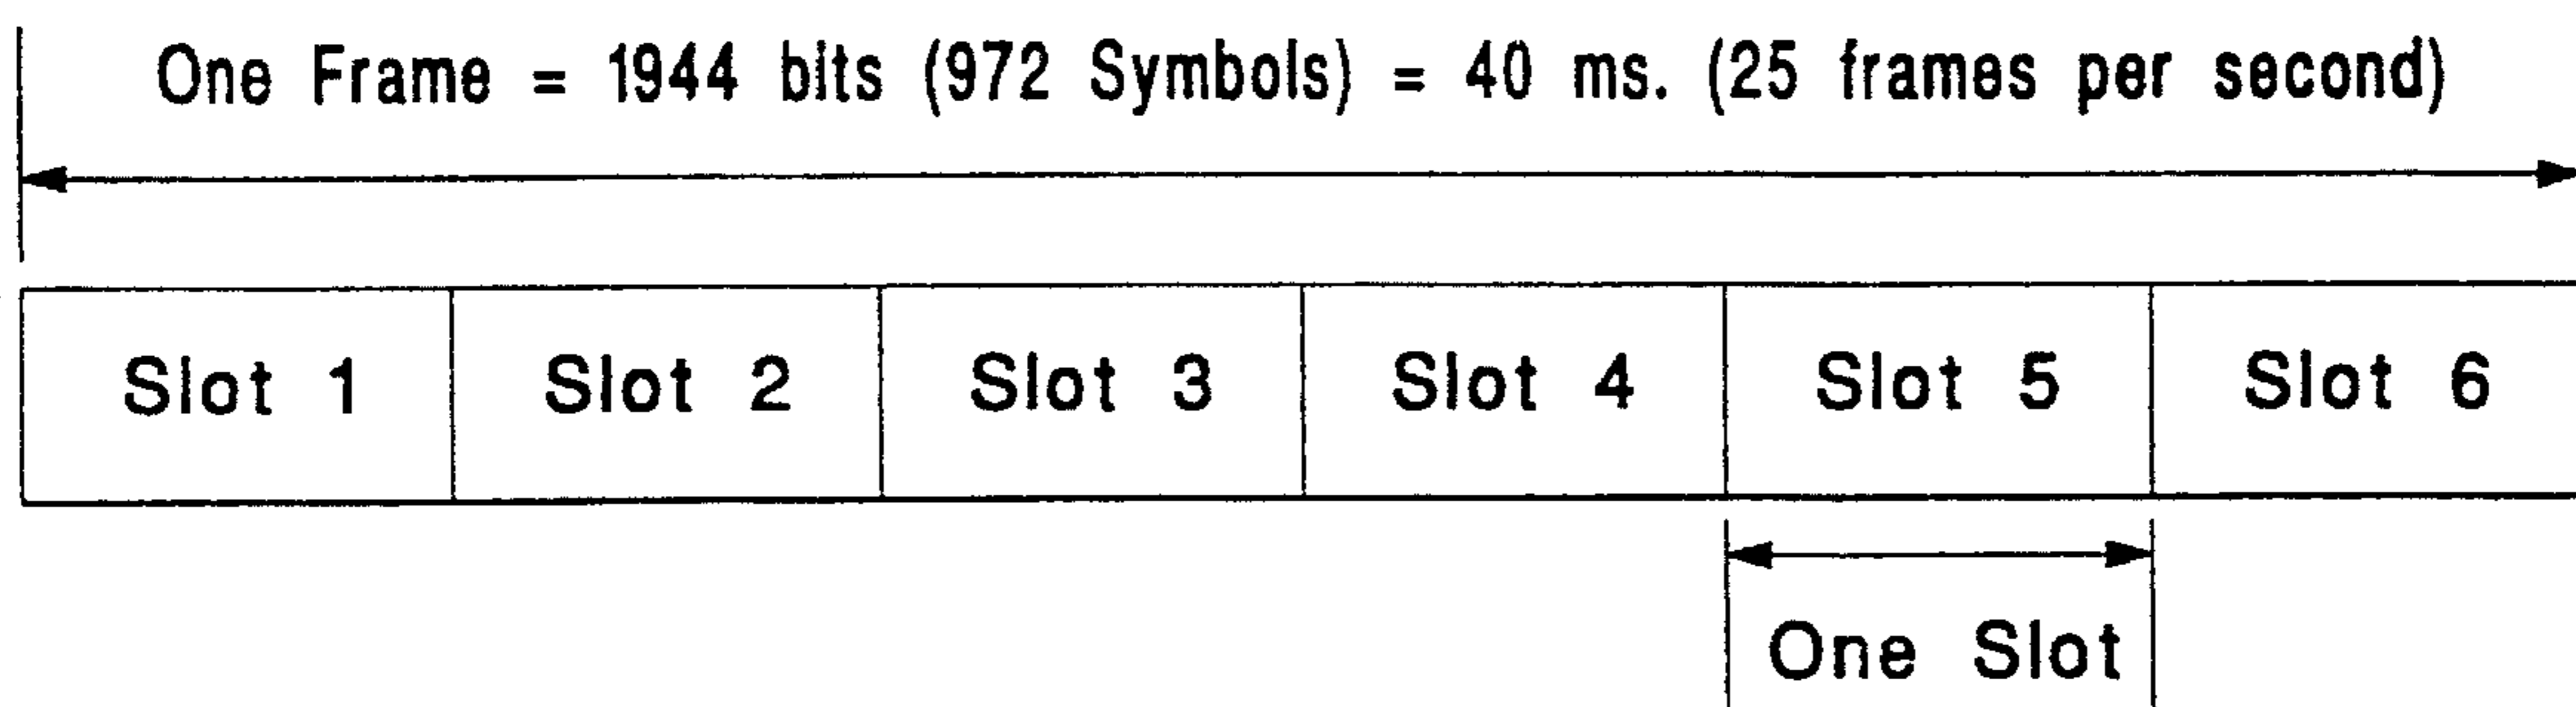 One Frame = 1944 bits (972 Symbols) = 40 ms. (25 frames per second)
Slot 1 Slot 2 Slot 3 Slot 4 Slot 5 Slot 6
One Slot